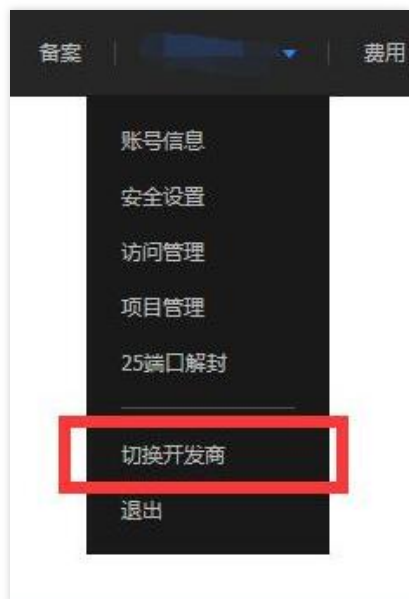 备案 费用
账号信息
安全设置
访问管理
项目管理
25端口解封
切换开发商
退出